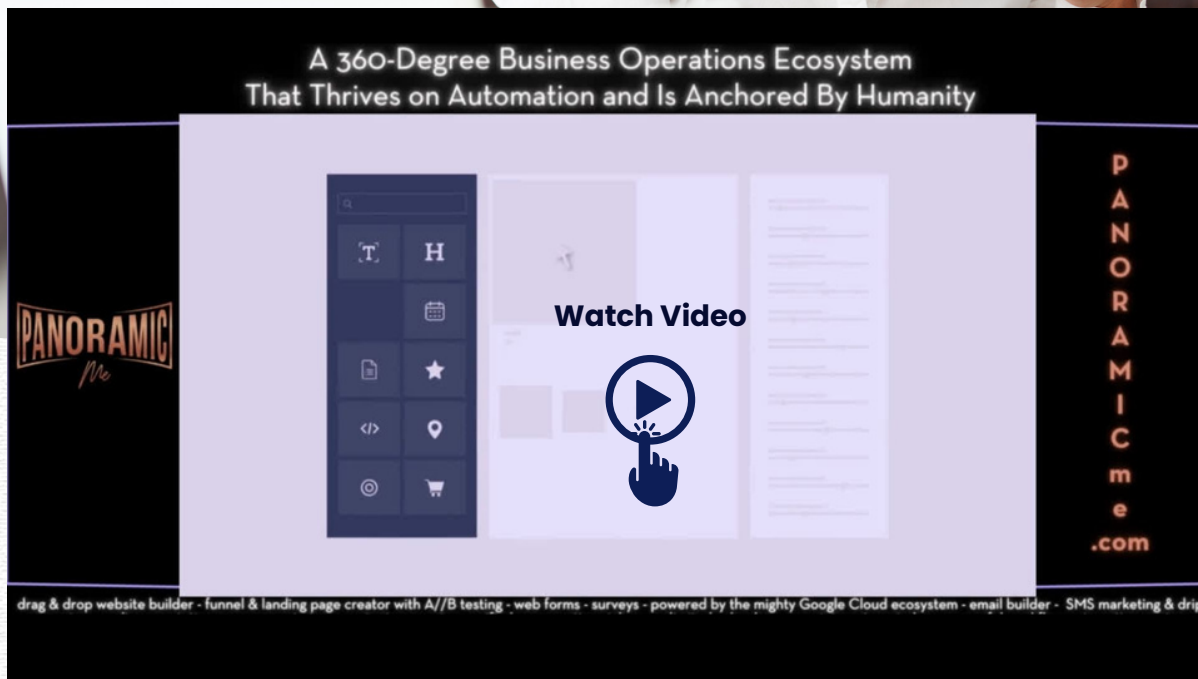 A 360-Degree Business Operations Ecosystem
That Thrives on Automation and Is Anchored By Humanity
T
H
</>
Watch Video
PANORAMIC
Me
PANORAMICme
.com
drag & drop website builder - funnel & landing page creator with A//B testing - web forms - surveys - powered by the mighty Google Cloud ecosystem - email builder - SMS marketing & drip